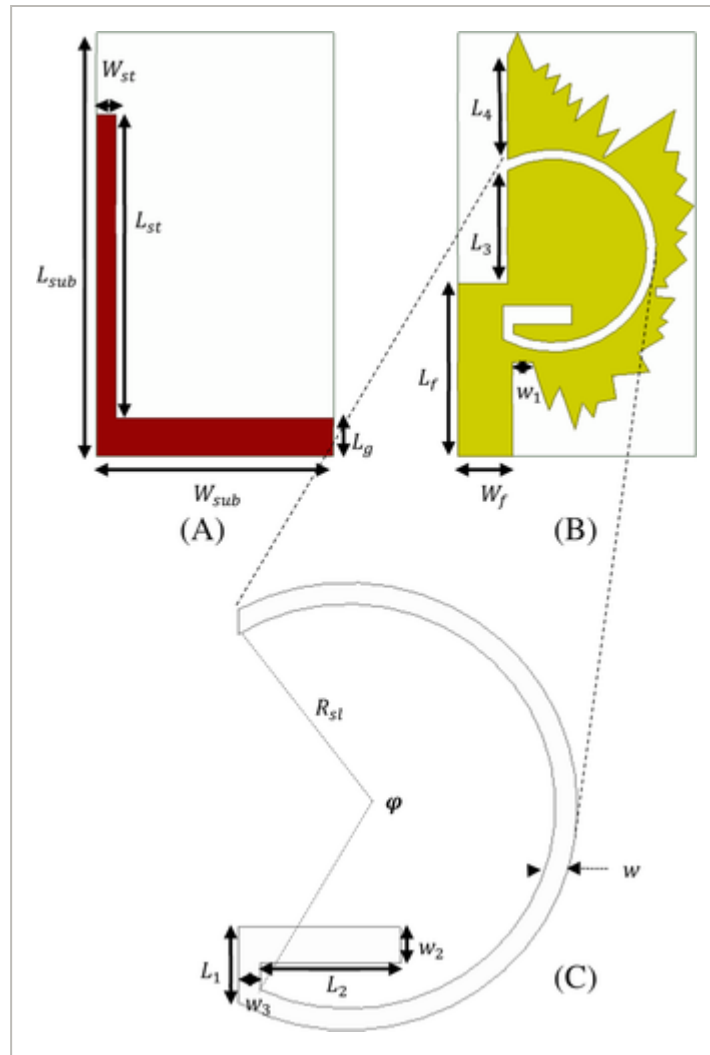 W_st
L_st
L_sub
L_g
W_sub
(A)
L_4
L_3
L_f
w_1
W_f
(B)
R_sl
φ
w
L_1
w_2
L_2
w_3
(C)